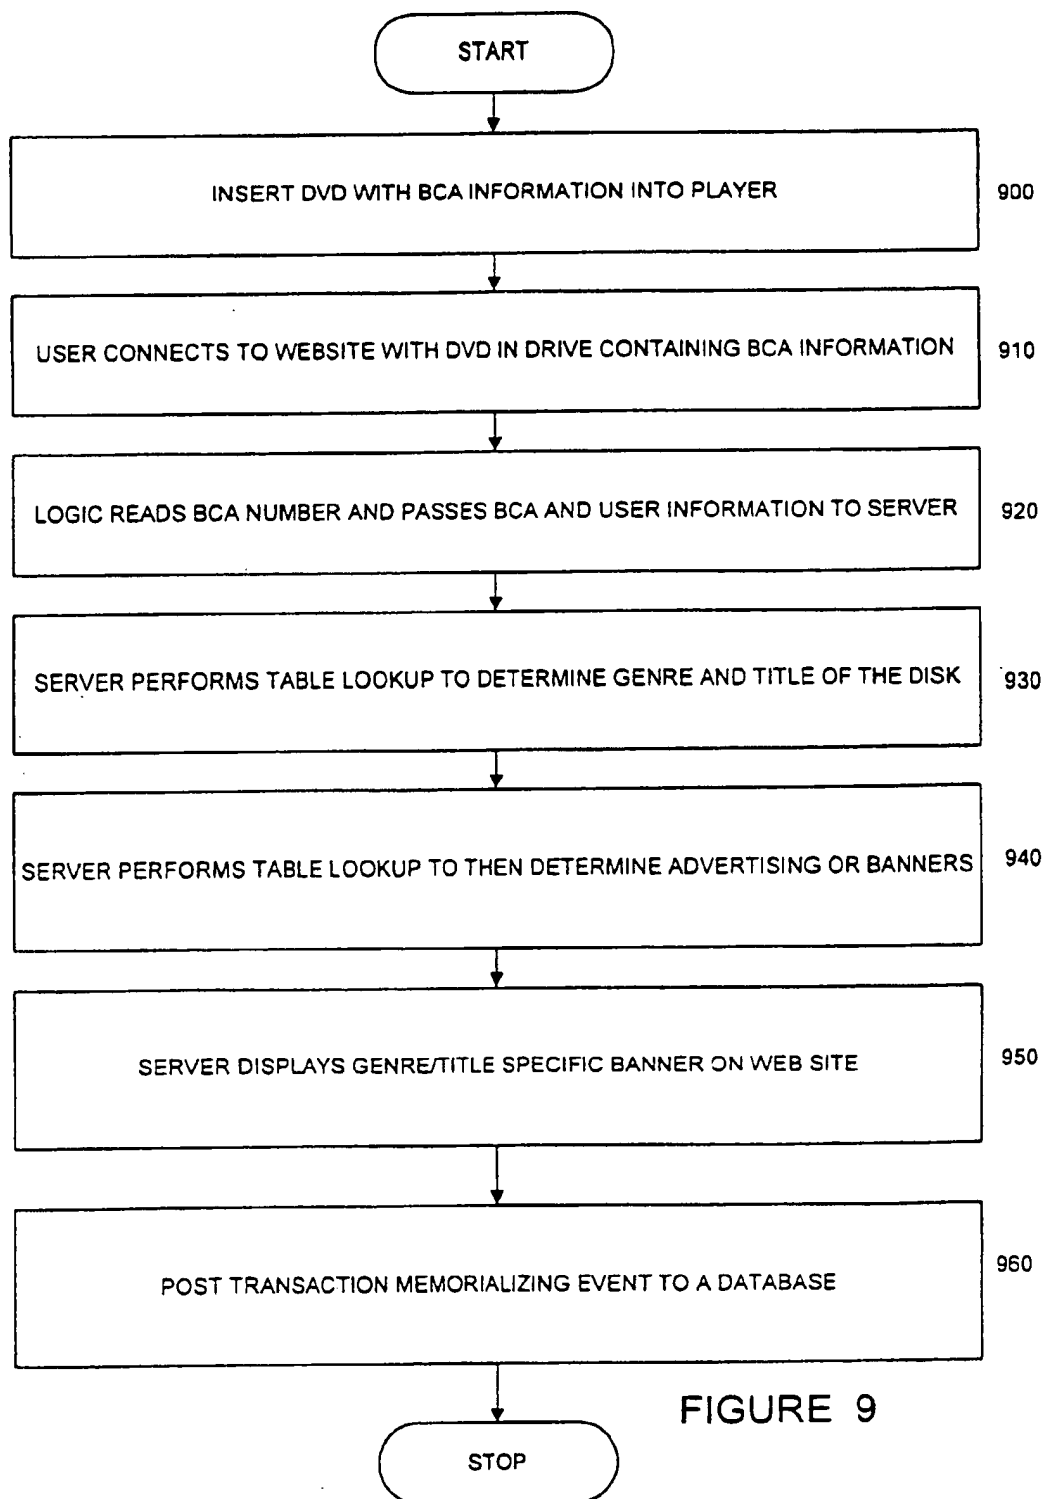 START
INSERT DVD WITH BCA INFORMATION INTO PLAYER
900
USER CONNECTS TO WEBSITE WITH DVD IN DRIVE CONTAINING BCA INFORMATION
910
LOGIC READS BCA NUMBER AND PASSES BCA AND USER INFORMATION TO SERVER
920
SERVER PERFORMS TABLE LOOKUP TO DETERMINE GENRE AND TITLE OF THE DISK
930
SERVER PERFORMS TABLE LOOKUP TO THEN DETERMINE ADVERTISING OR BANNERS
940
SERVER DISPLAYS GENRE/TITLE SPECIFIC BANNER ON WEB SITE
950
POST TRANSACTION MEMORIALIZING EVENT TO A DATABASE
960
FIGURE 9
STOP